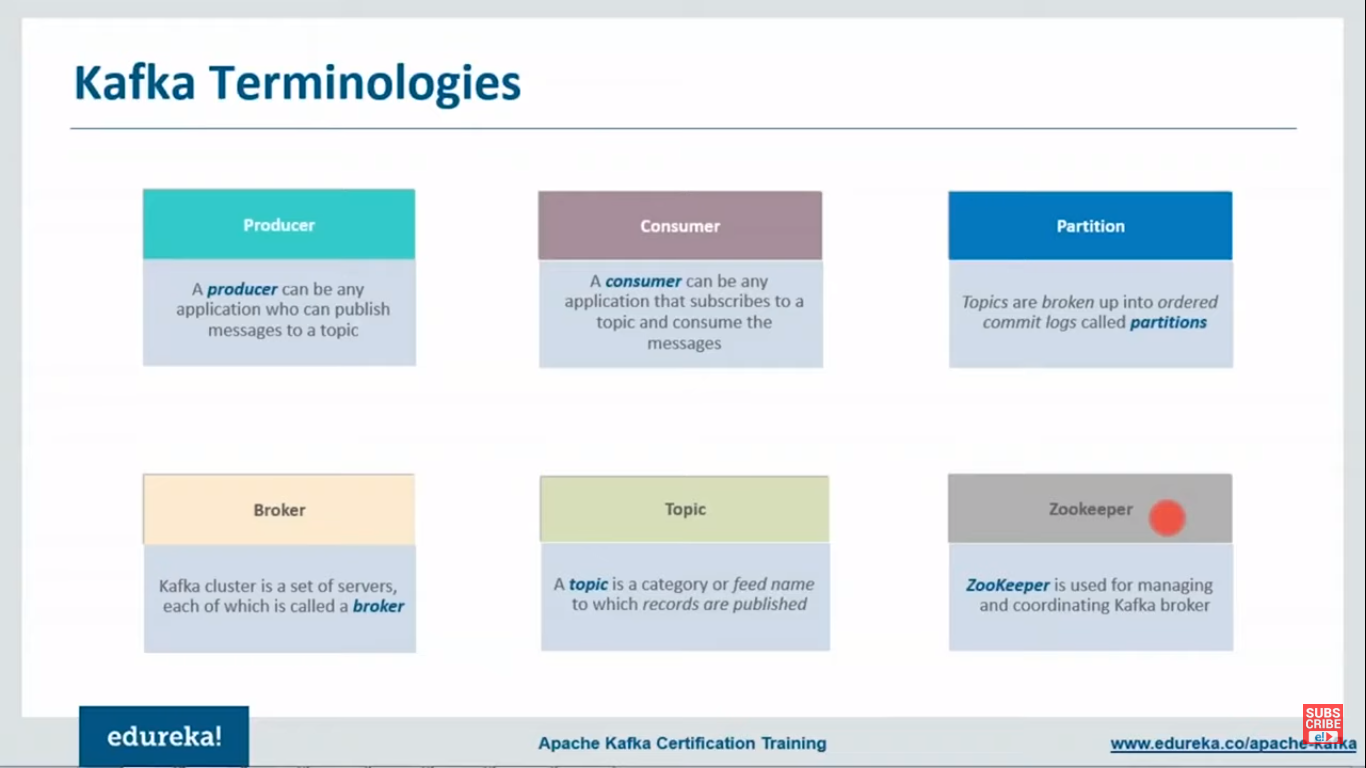 Kafka Terminologies
Producer
A producer can be any
application who can publish
messages to a topic
Consumer
A consumer can be any
application that subscribes to a
topic and consume the
messages
Partition
Topics are broken up into ordered
commit logs called partitions
Broker
Kafka cluster is a set of servers,
each of which is called a broker
Topic
A topic is a category or feed name
to which records are published
Zookeeper
ZooKeeper is used for managing
and coordinating Kafka broker
edureka!
Apache Kafka Certification Training
www.edureka.co/apache-kafka
SUBS
CRIBE
e!